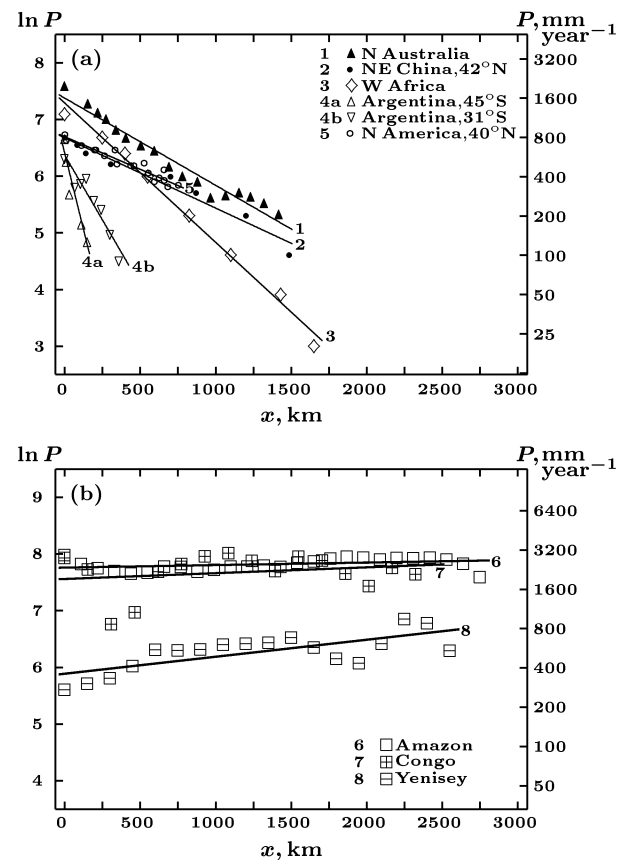 ln P
P, mm
year−1
(a)
1 ▲ N Australia
2 • NE China, 42°N
3 ◇ W Africa
4a △ Argentina, 45°S
4b ▽ Argentina, 31°S
5 ○ N America, 40°N
8
7
6
5
4
3
3200
1600
800
400
200
100
50
25
5
1
2
4a
4b
3
0 500 1000 1500 2000 2500 3000
x, km
ln P
P, mm
year−1
(b)
9
8
7
6
5
4
6400
3200
1600
800
400
200
100
50
6
7
8
6 □ Amazon
7 ⊞ Congo
8 ⊟ Yenisey
0 500 1000 1500 2000 2500 3000
x, km